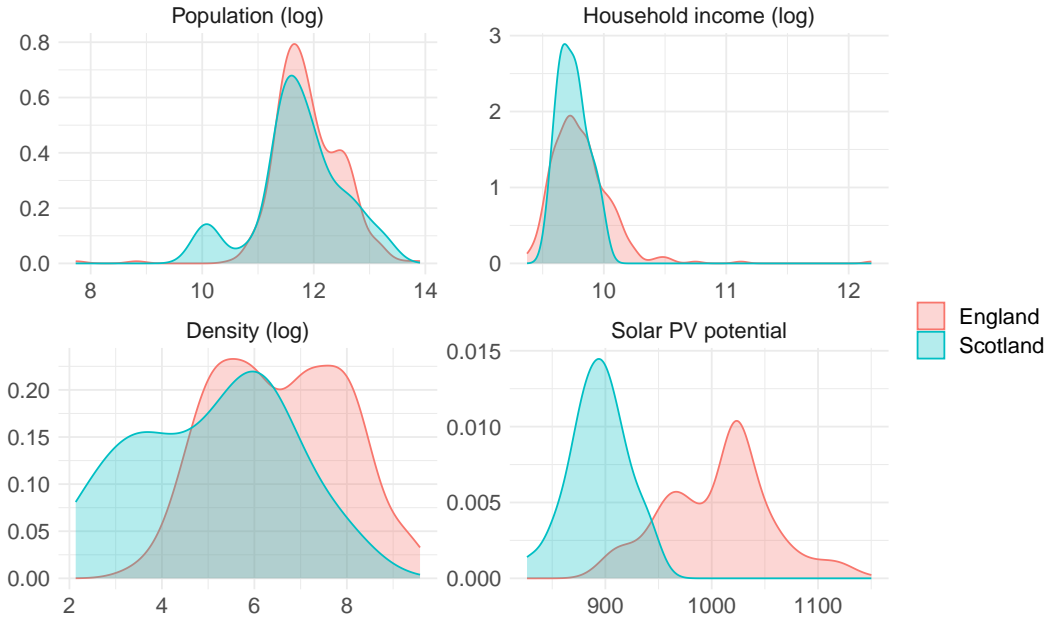 Population (log)
0.8
0.6
0.4
0.2
0.0
8 10 12 14
Household income (log)
3
2
1
0
10 11 12
Density (log)
0.20
0.15
0.10
0.05
0.00
2 4 6 8
Solar PV potential
0.015
0.010
0.005
0.000
900 1000 1100
England
Scotland